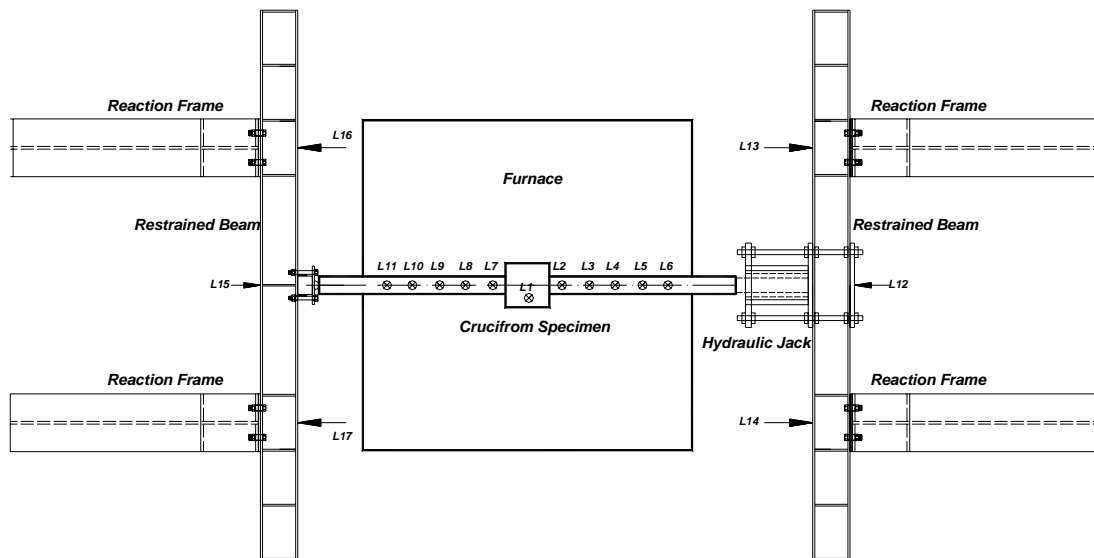 Reaction Frame
Reaction Frame
L16
L13
Furnace
Restrained Beam
Restrained Beam
L11 L10 L9 L8 L7 L2 L3 L4 L5 L6
L15
L1
L12
Crucifrom Specimen
Hydraulic Jack
Reaction Frame
Reaction Frame
L17
L14